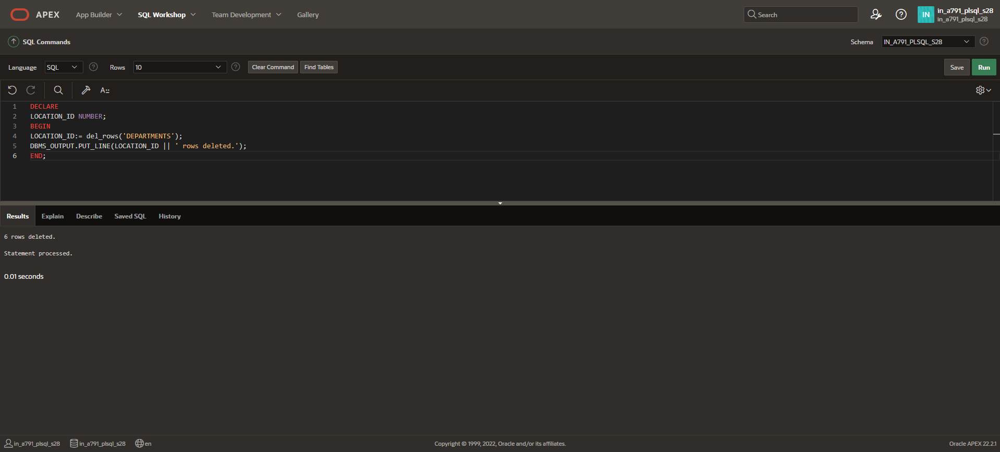 APEX App Builder SQL Workshop Team Development Gallery Search IN in_a791_plsql_s28
in_a791_plsql_s28
SQL Commands Schema IN_A791_PLSQL_S28
Language SQL Rows 10 Clear Command Find Tables Save Run
A::
1 DECLARE
2 LOCATION_ID NUMBER;
3 BEGIN
4 LOCATION_ID:= del_rows('DEPARTMENTS');
5 DBMS_OUTPUT.PUT_LINE(LOCATION_ID || ' rows deleted.');
6 END;
Results Explain Describe Saved SQL History
6 rows deleted.
Statement processed.
0.01 seconds
in_a791_plsql_s28 in_a791_plsql_s28 en Copyright © 1999, 2022, Oracle and/or its affiliates. Oracle APEX 22.2.1